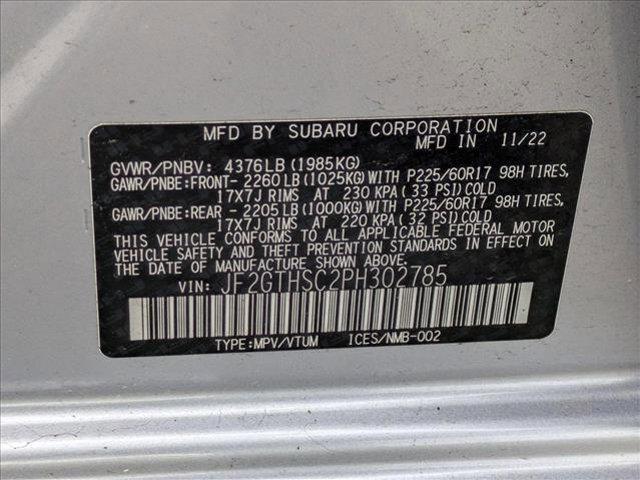 MFD BY SUBARU CORPORATION
MFD IN 11/22
GVWR/PNBV: 4376LB (1985KG)
GAWR/PNBE:FRONT- 2260LB(1025KG)WITH P225/60R17 98H TIRES,
17X7J RIMS AT 230 KPA( 33 PSI)COLD
GAWR/PNBE:REAR - 2205LB(1000KG)WITH P225/60R17 98H TIRES,
17X7J RIMS AT 220 KPA( 32 PSI)COLD
THIS VEHICLE CONFORMS TO ALL APPLICABLE FEDERAL MOTOR
VEHICLE SAFETY AND THEFT PREVENTION STANDARDS IN EFFECT
ON THE DATE OF MANUFACTURE SHOWN ABOVE.
VIN: JF2GTHSC2PH302785
TYPE:MPV/VTUM ICES/NMB-002